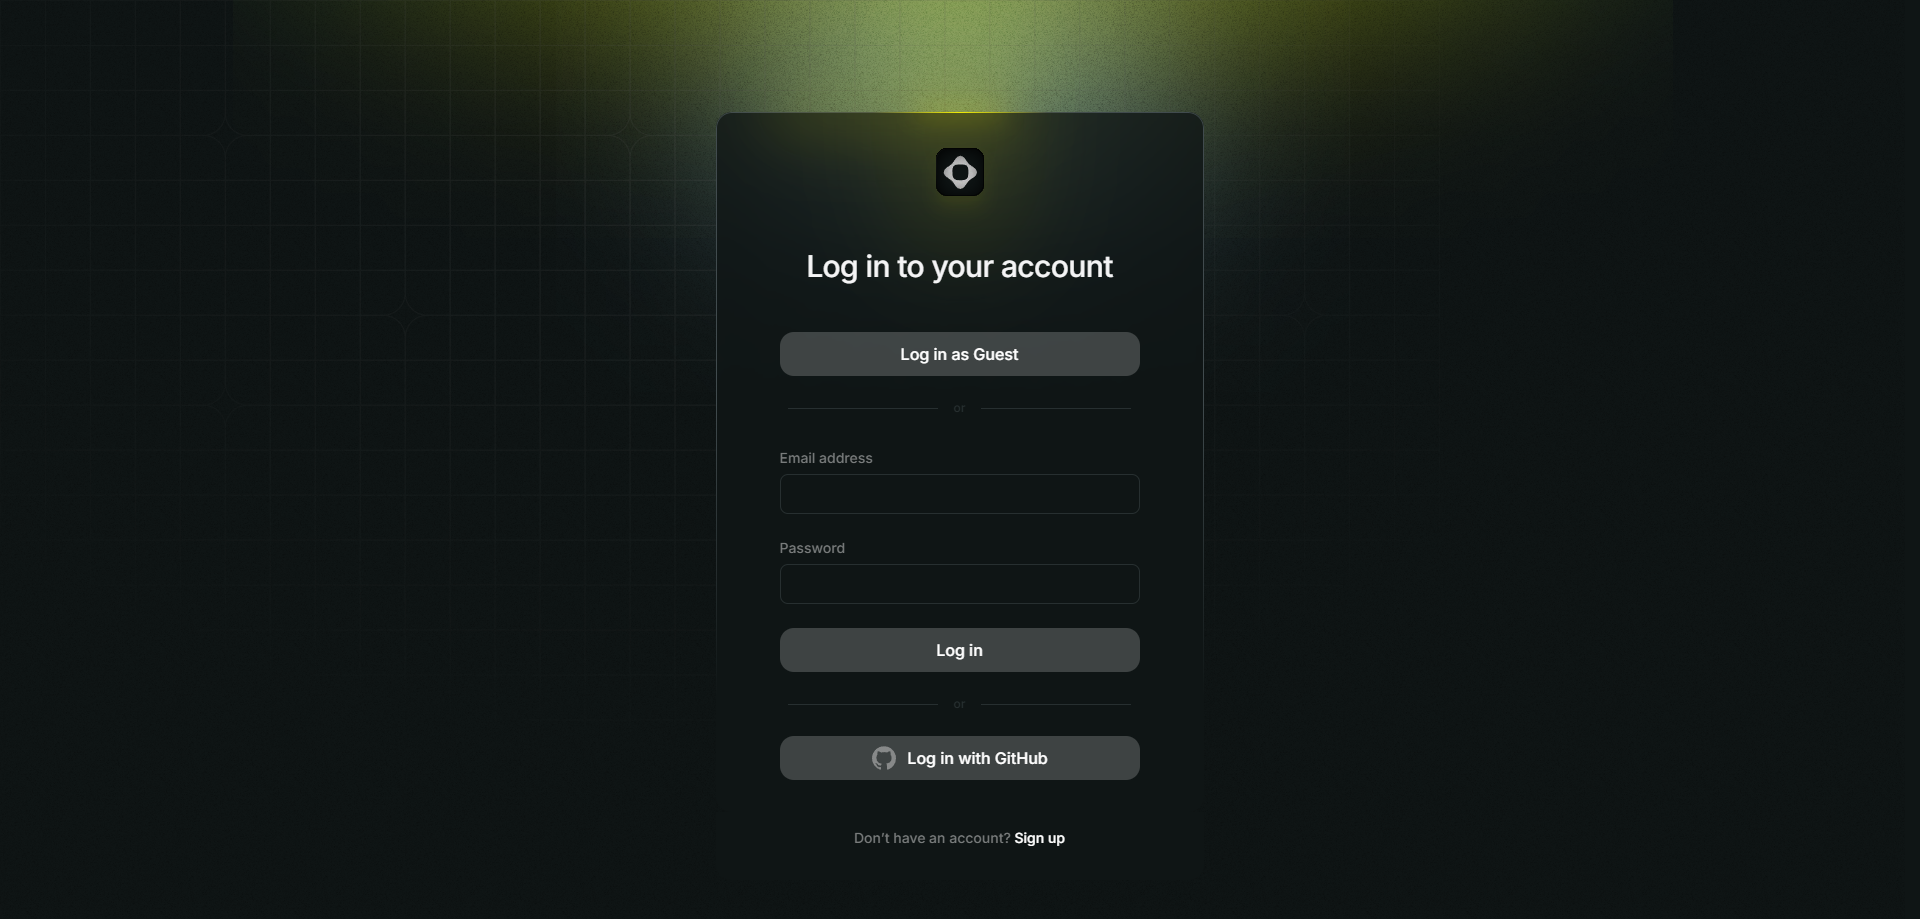 Log in to your account
Log in as Guest
or
Email address
Password
Log in
or
Log in with GitHub
Don’t have an account? Sign up